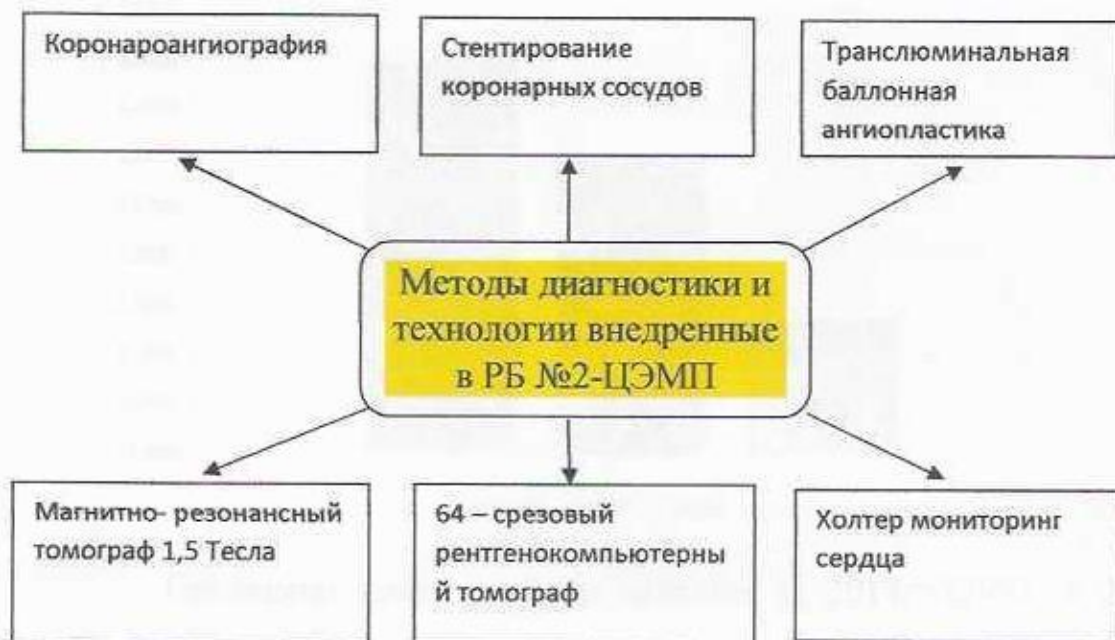 Коронароангиография
Стентирование
коронарных сосудов
Транслюминальная
баллонная
ангиопластика
Методы диагностики и
технологии внедренные
в РБ №2-ЦЭМП
Магнитно- резонансный
томограф 1,5 Тесла
64 – срезовый
рентгенокомпьютерны
й томограф
Холтер мониторинг
сердца